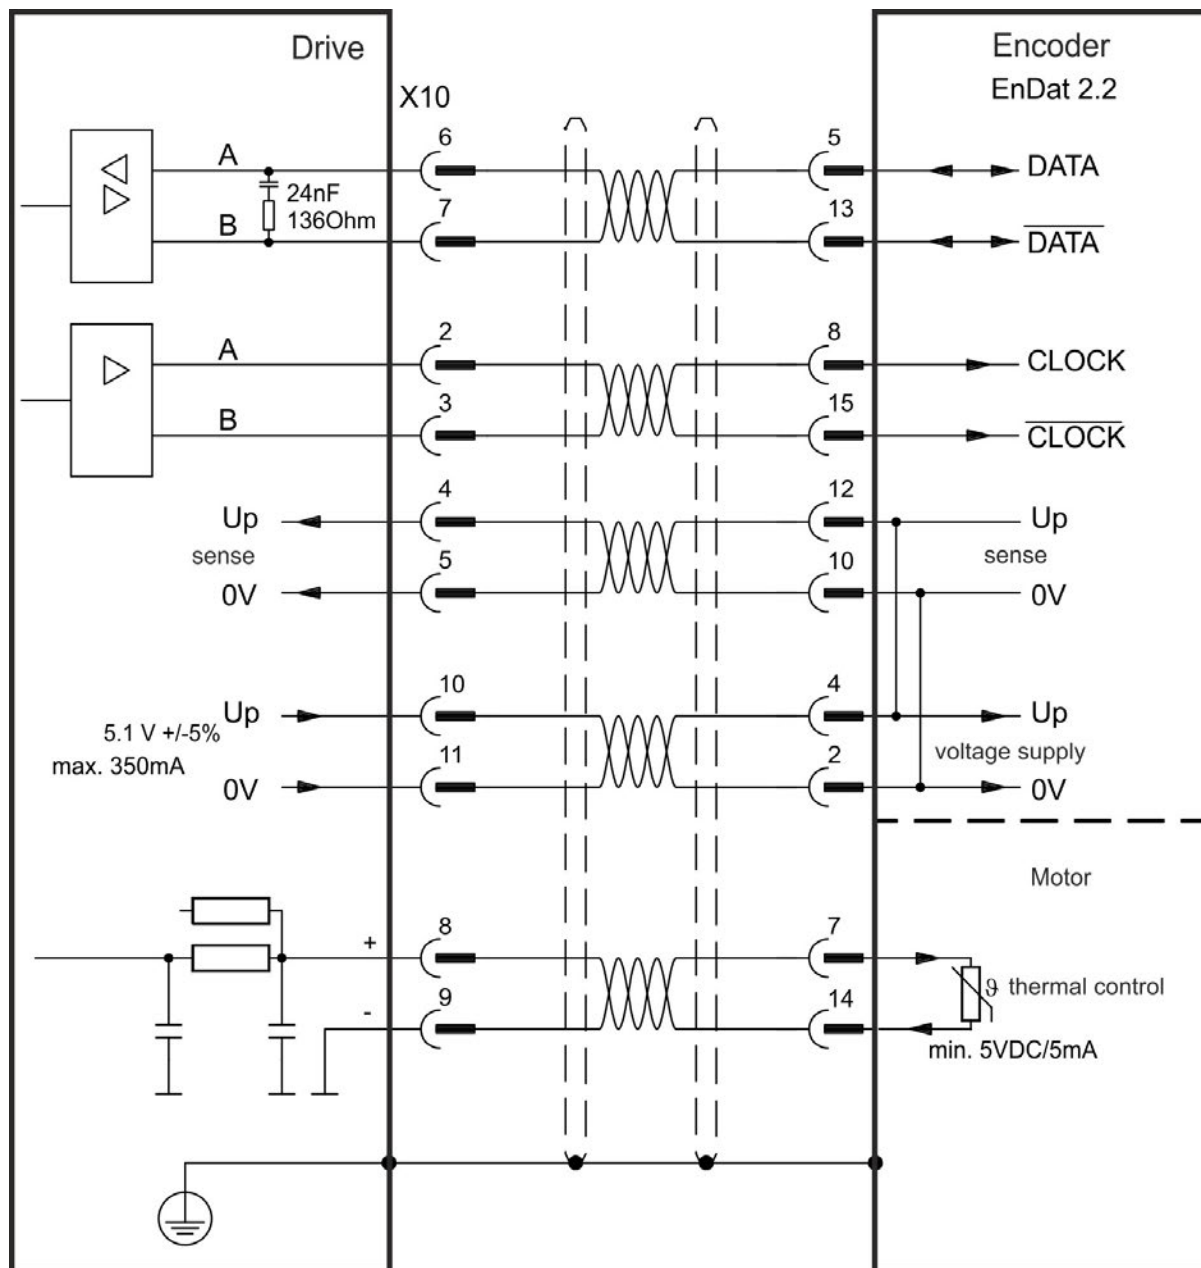 Drive
Encoder
EnDat 2.2
X10
A
6
5
DATA
24nF
136Ohm
B
7
13
DATA
A
2
8
CLOCK
B
3
15
CLOCK
Up
4
12
Up
sense
sense
0V
5
10
0V
Up
10
4
Up
5.1 V +/-5%
max. 350mA
voltage supply
0V
11
2
0V
Motor
+
8
7
ϑ thermal control
-
9
14
min. 5VDC/5mA